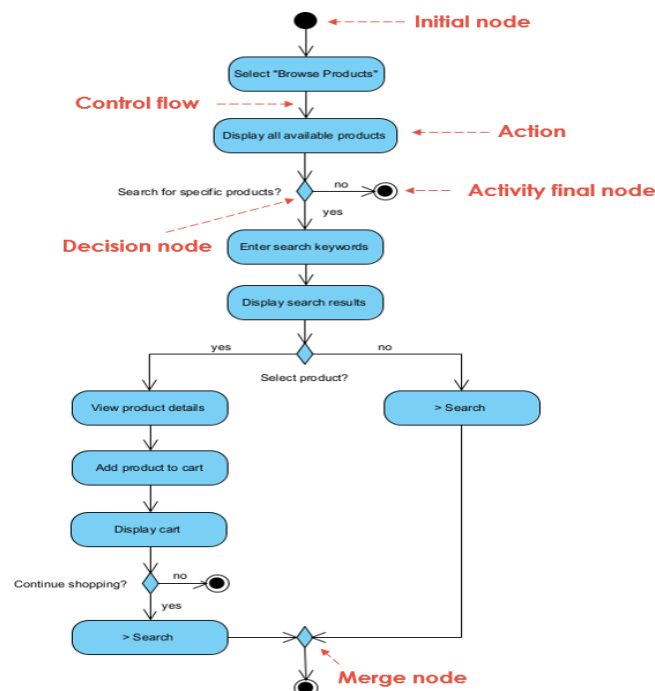 Initial node
Select "Browse Products"
Control flow
Display all available products
Action
Search for specific products?
no
Activity final node
yes
Decision node
Enter search keywords
Display search results
yes
no
Select product?
View product details
> Search
Add product to cart
Display cart
Continue shopping?
no
yes
> Search
Merge node